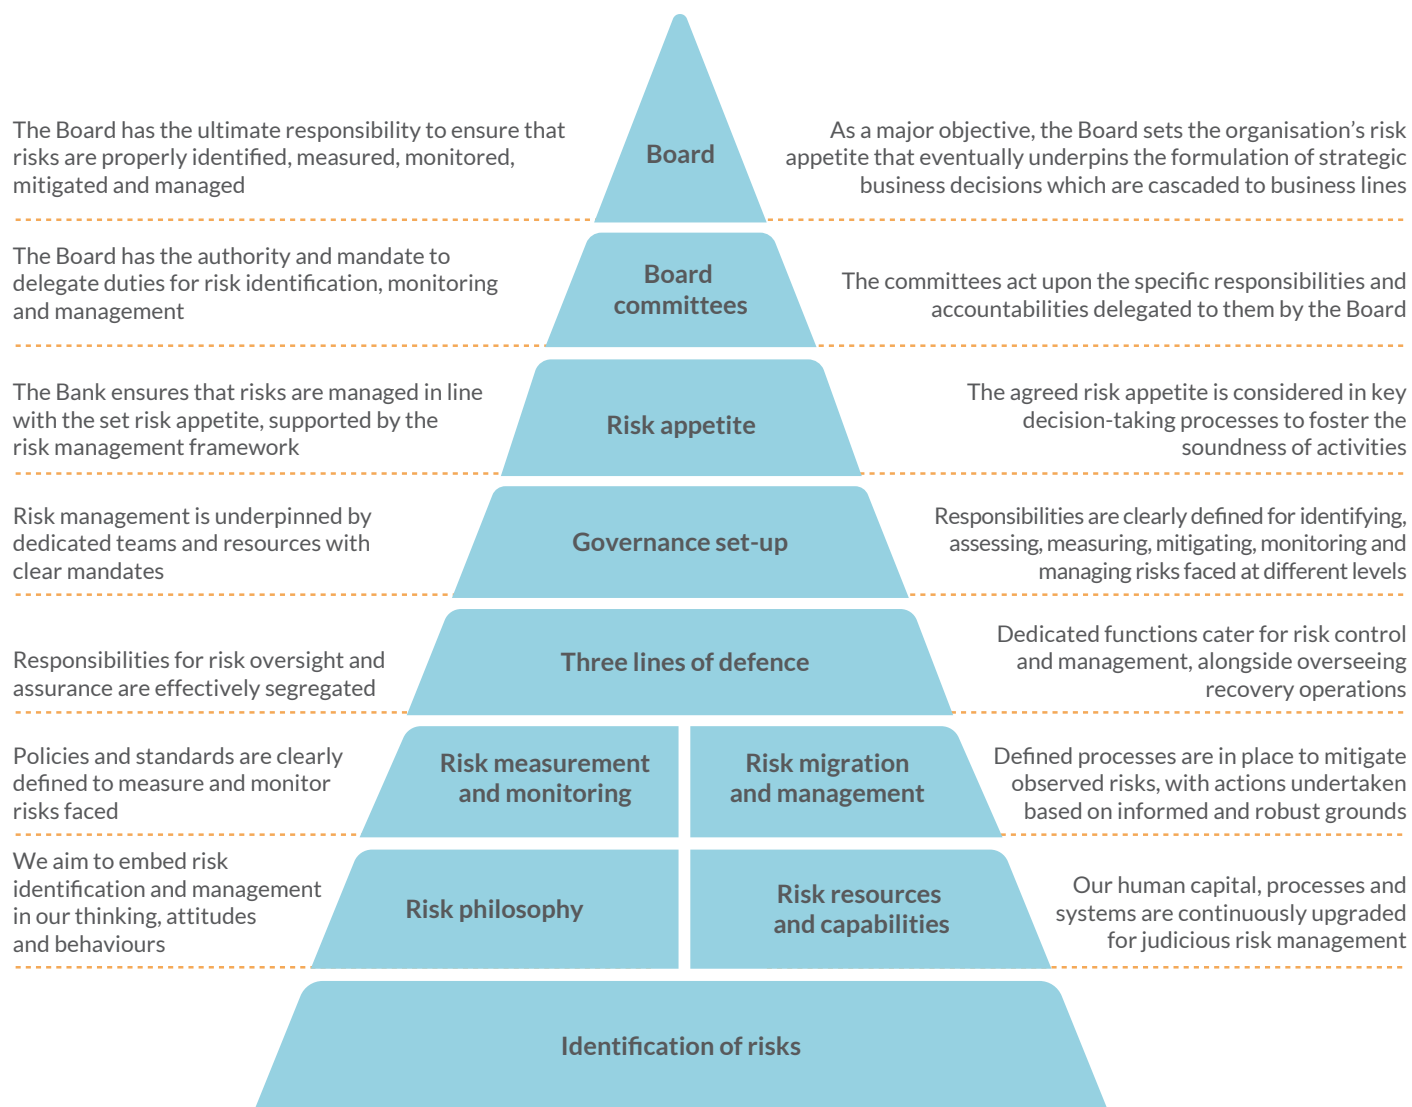 The Board has the ultimate responsibility to ensure that
risks are properly identified, measured, monitored,
mitigated and managed
Board
As a major objective, the Board sets the organisation’s risk
appetite that eventually underpins the formulation of strategic
business decisions which are cascaded to business lines
The Board has the authority and mandate to
delegate duties for risk identification, monitoring
and management
Board
committees
The committees act upon the specific responsibilities and
accountabilities delegated to them by the Board
The Bank ensures that risks are managed in line
with the set risk appetite, supported by the
risk management framework
Risk appetite
The agreed risk appetite is considered in key
decision-taking processes to foster the
soundness of activities
Risk management is underpinned by
dedicated teams and resources with
clear mandates
Governance set-up
Responsibilities are clearly defined for identifying,
assessing, measuring, mitigating, monitoring and
managing risks faced at different levels
Responsibilities for risk oversight and
assurance are effectively segregated
Three lines of defence
Dedicated functions cater for risk control
and management, alongside overseeing
recovery operations
Policies and standards are clearly
defined to measure and monitor
risks faced
Risk measurement
and monitoring
Risk migration
and management
Defined processes are in place to mitigate
observed risks, with actions undertaken
based on informed and robust grounds
We aim to embed risk
identification and management
in our thinking, attitudes
and behaviours
Risk philosophy
Risk resources
and capabilities
Our human capital, processes and
systems are continuously upgraded
for judicious risk management
Identification of risks